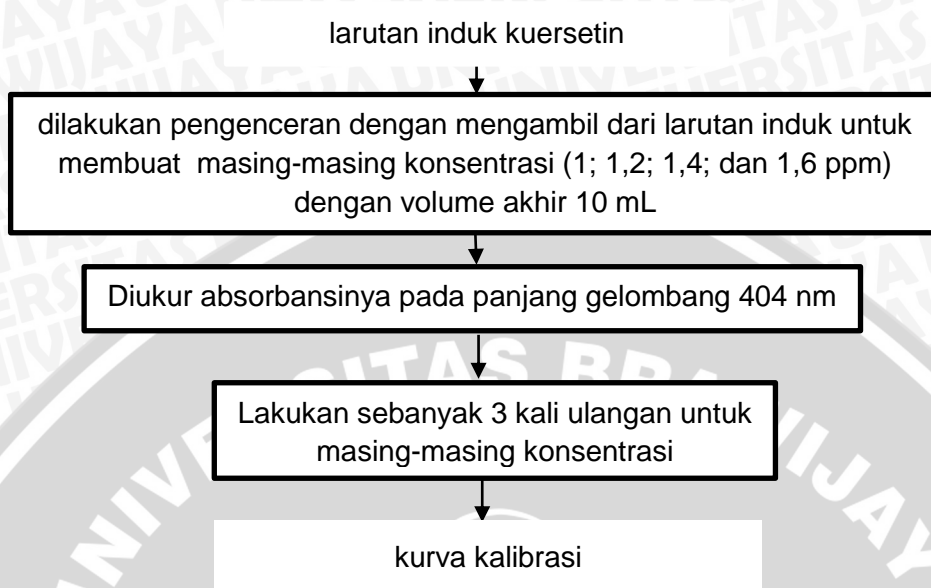 larutan induk kuersetin
dilakukan pengenceran dengan mengambil dari larutan induk untuk
membuat masing-masing konsentrasi (1; 1,2; 1,4; dan 1,6 ppm)
dengan volume akhir 10 mL
Diukur absorbansinya pada panjang gelombang 404 nm
Lakukan sebanyak 3 kali ulangan untuk
masing-masing konsentrasi
kurva kalibrasi